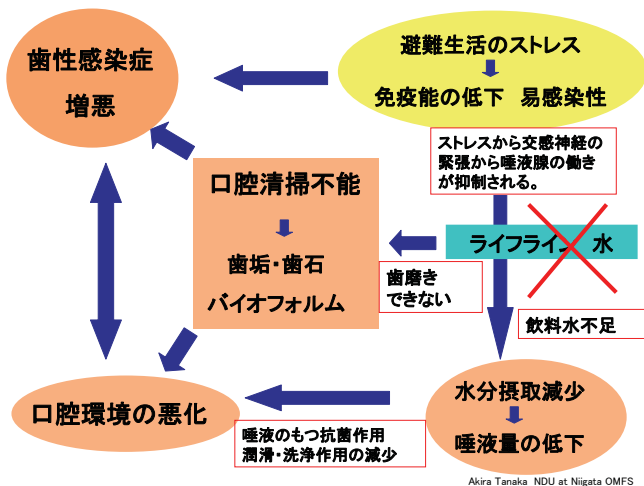 歯性感染症
増悪
避難生活のストレス
免疫能の低下 易感染性
ストレスから交感神経の
緊張から唾液腺の働き
が抑制される。
口腔清掃不能
歯垢・歯石
バイオフォルム
ライフライン 水
歯磨き
できない
飲料水不足
口腔環境の悪化
水分摂取減少
唾液量の低下
唾液のもつ抗菌作用
潤滑・洗浄作用の減少
Akira Tanaka NDU at Niigata OMFS